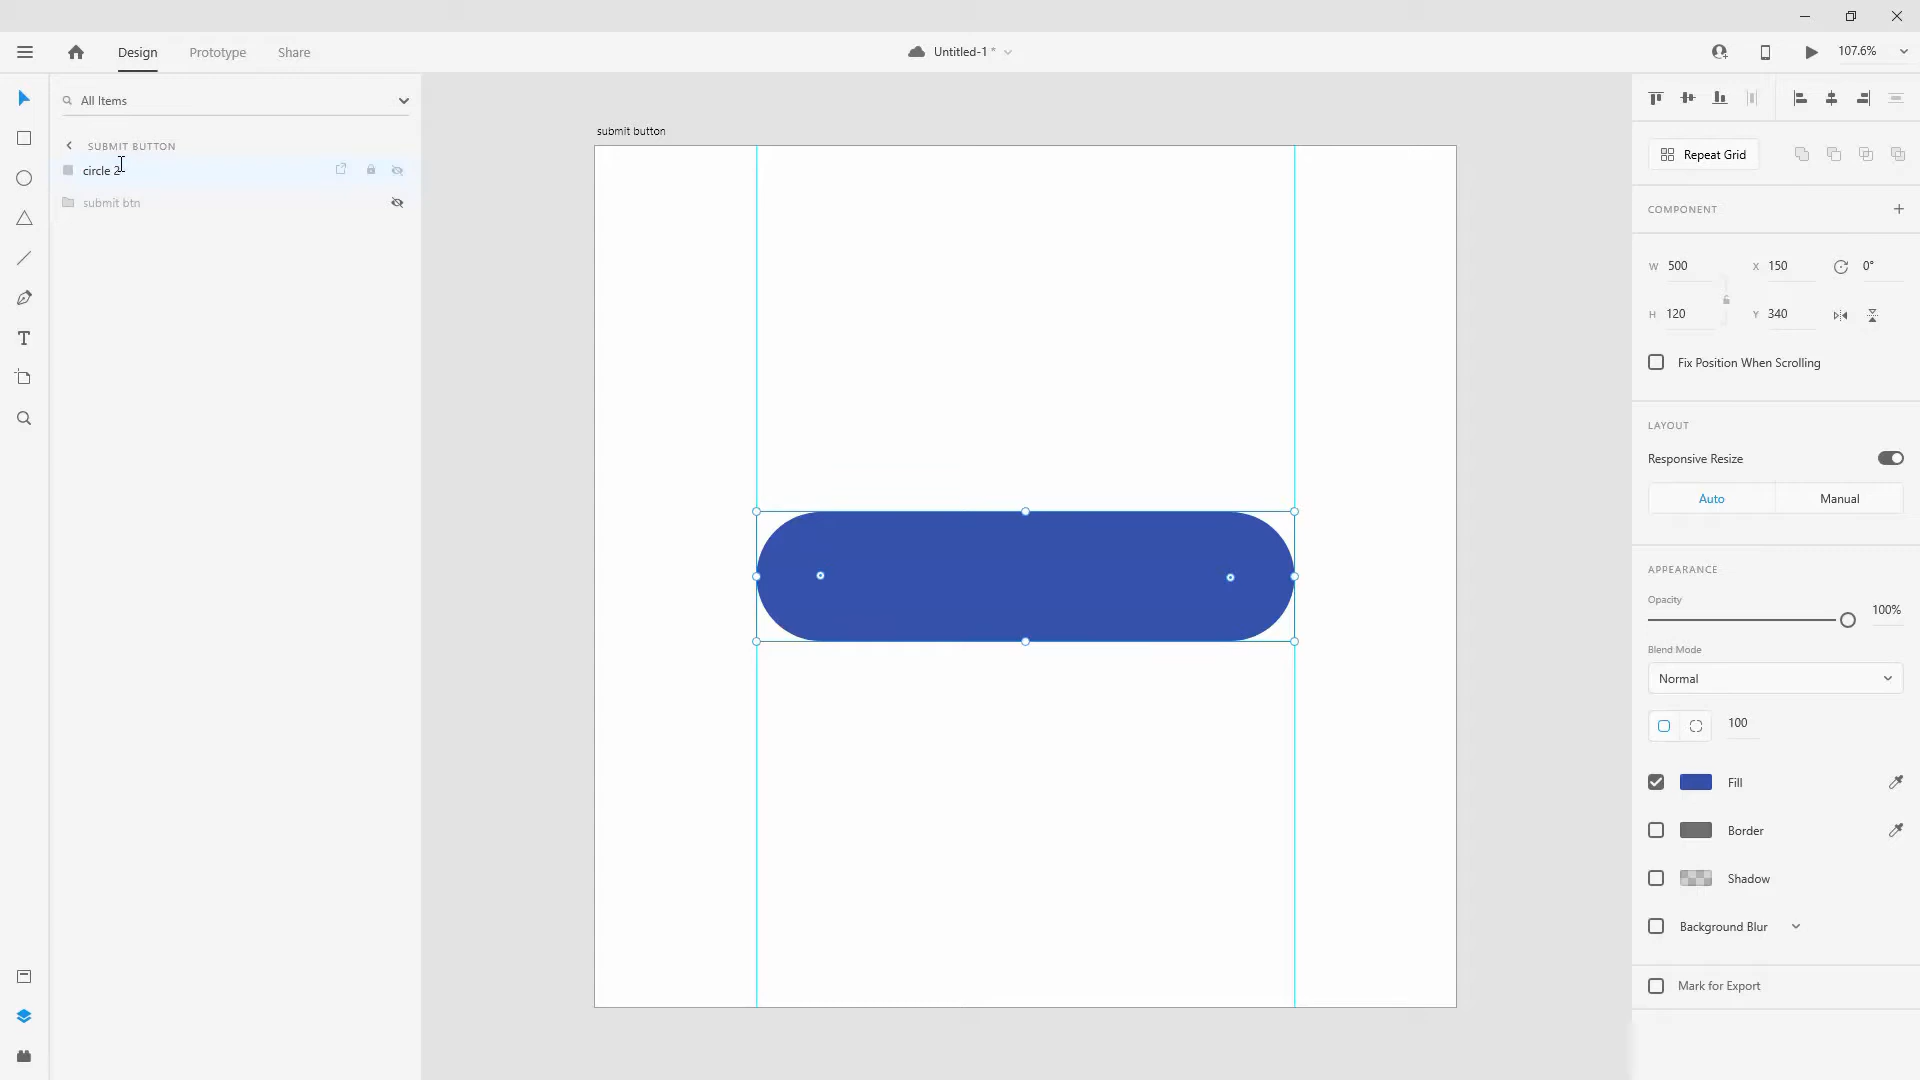 Design
Prototype
Share
Untitled-1 *
107.6%
All Items
SUBMIT BUTTON
circle 2
submit btn
submit button
Repeat Grid
COMPONENT
W 500
X 150
0°
H 120
Y 340
Fix Position When Scrolling
LAYOUT
Responsive Resize
Auto
Manual
APPEARANCE
Opacity
100%
Blend Mode
Normal
100
Fill
Border
Shadow
Background Blur
Mark for Export